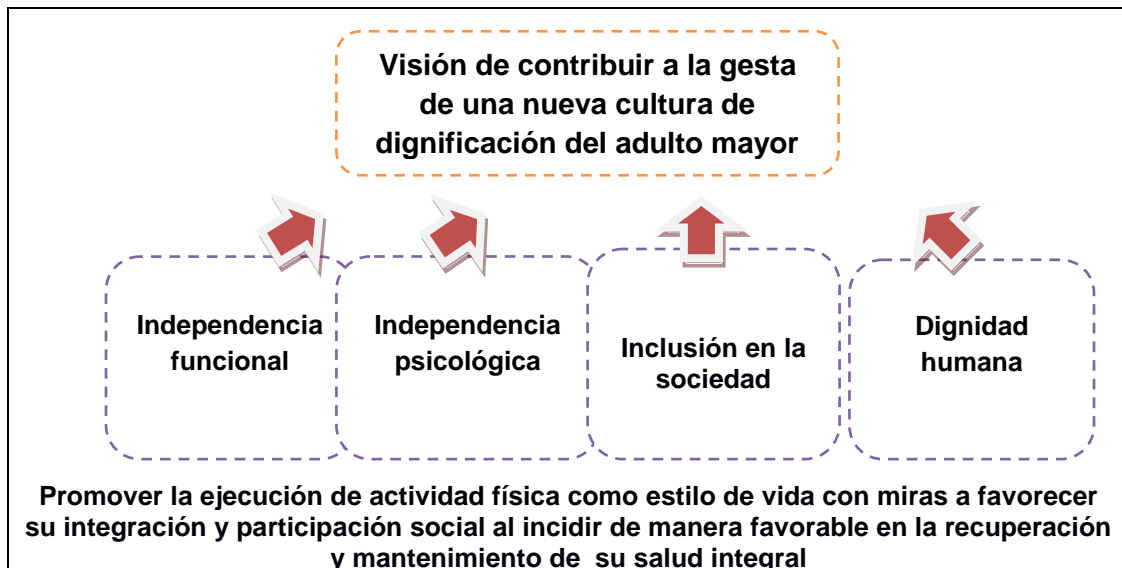 Visión de contribuir a la gesta
de una nueva cultura de
dignificación del adulto mayor
Independencia
funcional
Independencia
psicológica
Inclusión en la
sociedad
Dignidad
humana
Promover la ejecución de actividad física como estilo de vida con miras a favorecer
su integración y participación social al incidir de manera favorable en la recuperación
y mantenimiento de su salud integral